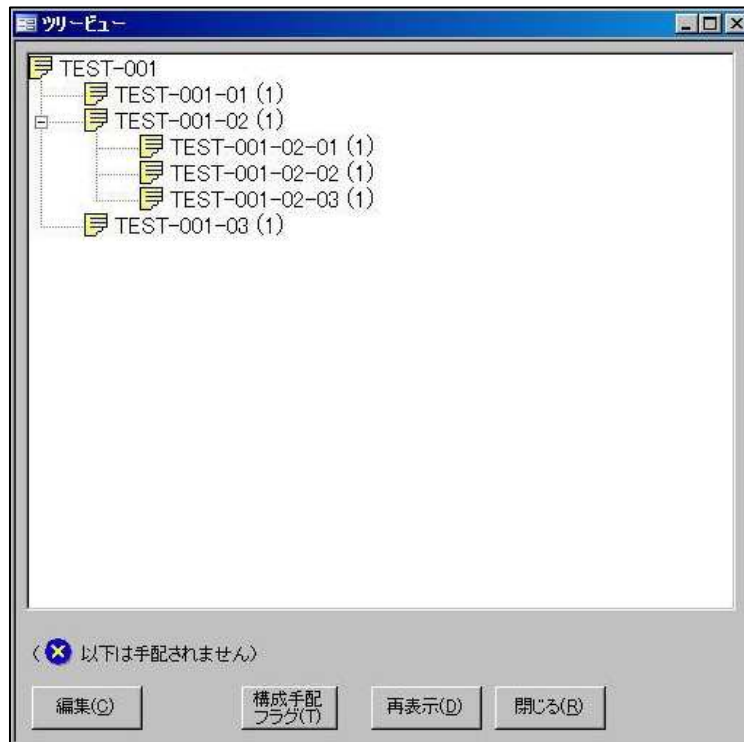 ツリービュー
TEST-001
TEST-001-01 (1)
TEST-001-02 (1)
TEST-001-02-01 (1)
TEST-001-02-02 (1)
TEST-001-02-03 (1)
TEST-001-03 (1)
( 以下は手配されません)
編集(C)
構成手配
フラグ(T)
再表示(D)
閉じる(R)